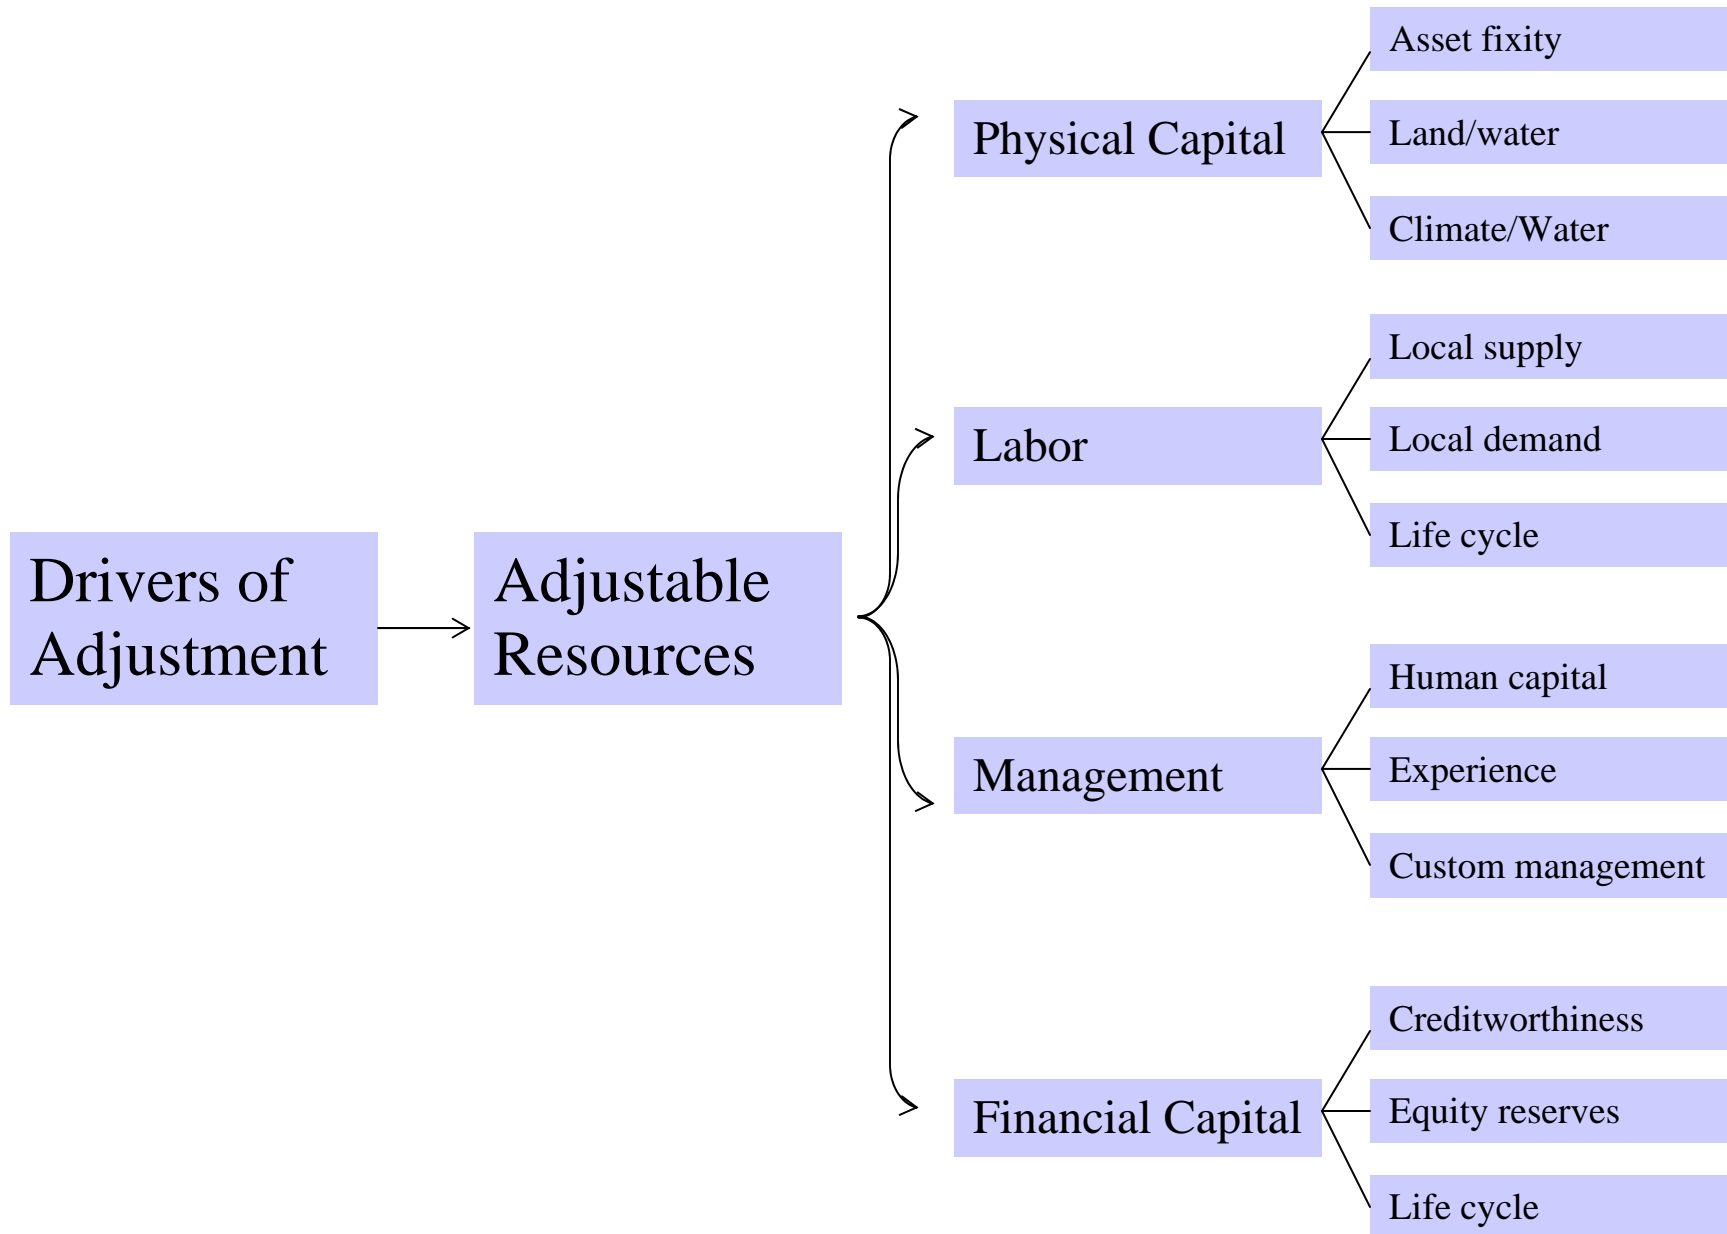 Drivers of
Adjustment
Adjustable
Resources
Physical Capital
Asset fixity
Land/water
Climate/Water
Labor
Local supply
Local demand
Life cycle
Management
Human capital
Experience
Custom management
Financial Capital
Creditworthiness
Equity reserves
Life cycle